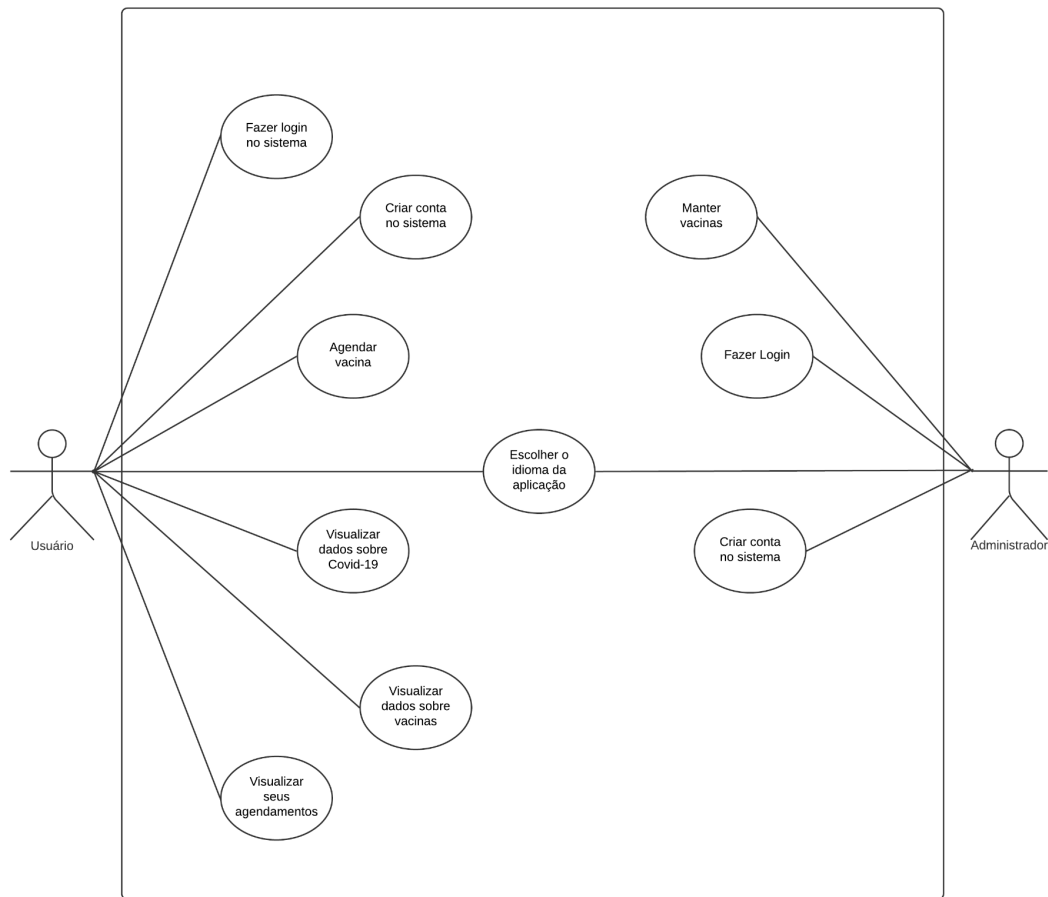 Fazer login
no sistema
Criar conta
no sistema
Manter
vacinas
Agendar
vacina
Fazer Login
Escolher o
idioma da
aplicação
Usuário
Administrador
Visualizar
dados sobre
Covid-19
Criar conta
no sistema
Visualizar
dados sobre
vacinas
Visualizar
seus
agendamentos